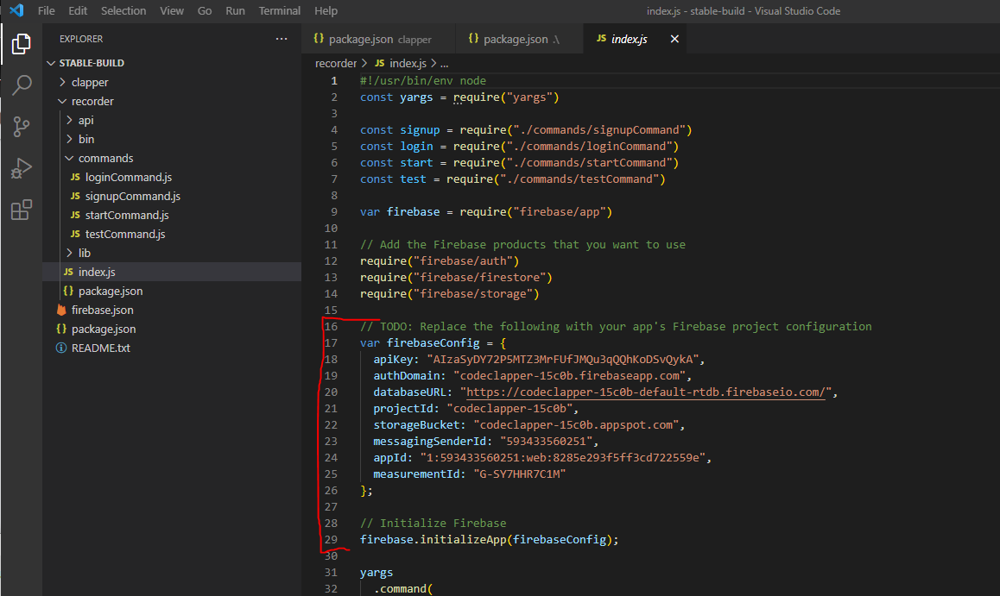 File Edit Selection View Go Run Terminal Help index.js - stable-build - Visual Studio Code
EXPLORER ...
STABLE-BUILD
clapper
recorder
api
bin
commands
JS loginCommand.js
JS signupCommand.js
JS startCommand.js
JS testCommand.js
lib
JS index.js
{} package.json
firebase.json
{} package.json
README.txt
{} package.json clapper {} package.json .\ JS index.js
recorder > JS index.js > ...
1 #!/usr/bin/env node
2 const yargs = require("yargs")
3
4 const signup = require("./commands/signupCommand")
5 const login = require("./commands/loginCommand")
6 const start = require("./commands/startCommand")
7 const test = require("./commands/testCommand")
8
9 var firebase = require("firebase/app")
10
11 // Add the Firebase products that you want to use
12 require("firebase/auth")
13 require("firebase/firestore")
14 require("firebase/storage")
15
16 // TODO: Replace the following with your app's Firebase project configuration
17 var firebaseConfig = {
18 apiKey: "AIzaSyDY72P5MTZ3MrFUfJMQu3qQQhKoDSvQykA",
19 authDomain: "codeclapper-15c0b.firebaseapp.com",
20 databaseURL: "https://codeclapper-15c0b-default-rtdb.firebaseio.com/",
21 projectId: "codeclapper-15c0b",
22 storageBucket: "codeclapper-15c0b.appspot.com",
23 messagingSenderId: "593433560251",
24 appId: "1:593433560251:web:8285e293f5ff3cd722559e",
25 measurementId: "G-SY7HHR7C1M"
26 };
27
28 // Initialize Firebase
29 firebase.initializeApp(firebaseConfig);
30
31 yargs
32 .command(